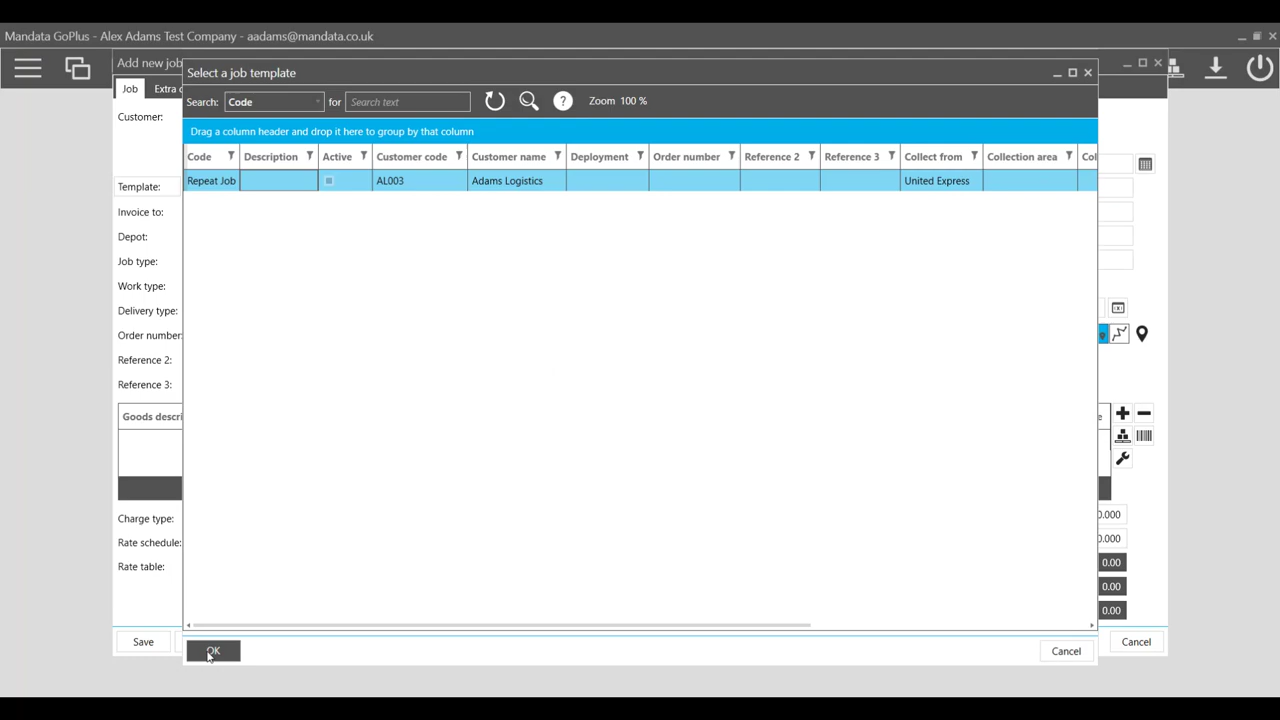 Mandata GoPlus - Alex Adams Test Company - aadams@mandata.co.uk
Add new job
Job Extra
Customer:
Template:
Invoice to:
Depot:
Job type:
Work type:
Delivery type:
Order number:
Reference 2:
Reference 3:
Goods descri
Charge type:
Rate schedule:
Rate table:
Save
Select a job template
Search: Code for Search text ? Zoom 100 %
Drag a column header and drop it here to group by that column
Code Description Active Customer code Customer name Deployment Order number Reference 2 Reference 3 Collect from Collection area Col
Repeat Job AL003 Adams Logistics United Express
OK Cancel
0.000
0.000
0.00
0.00
0.00
Cancel